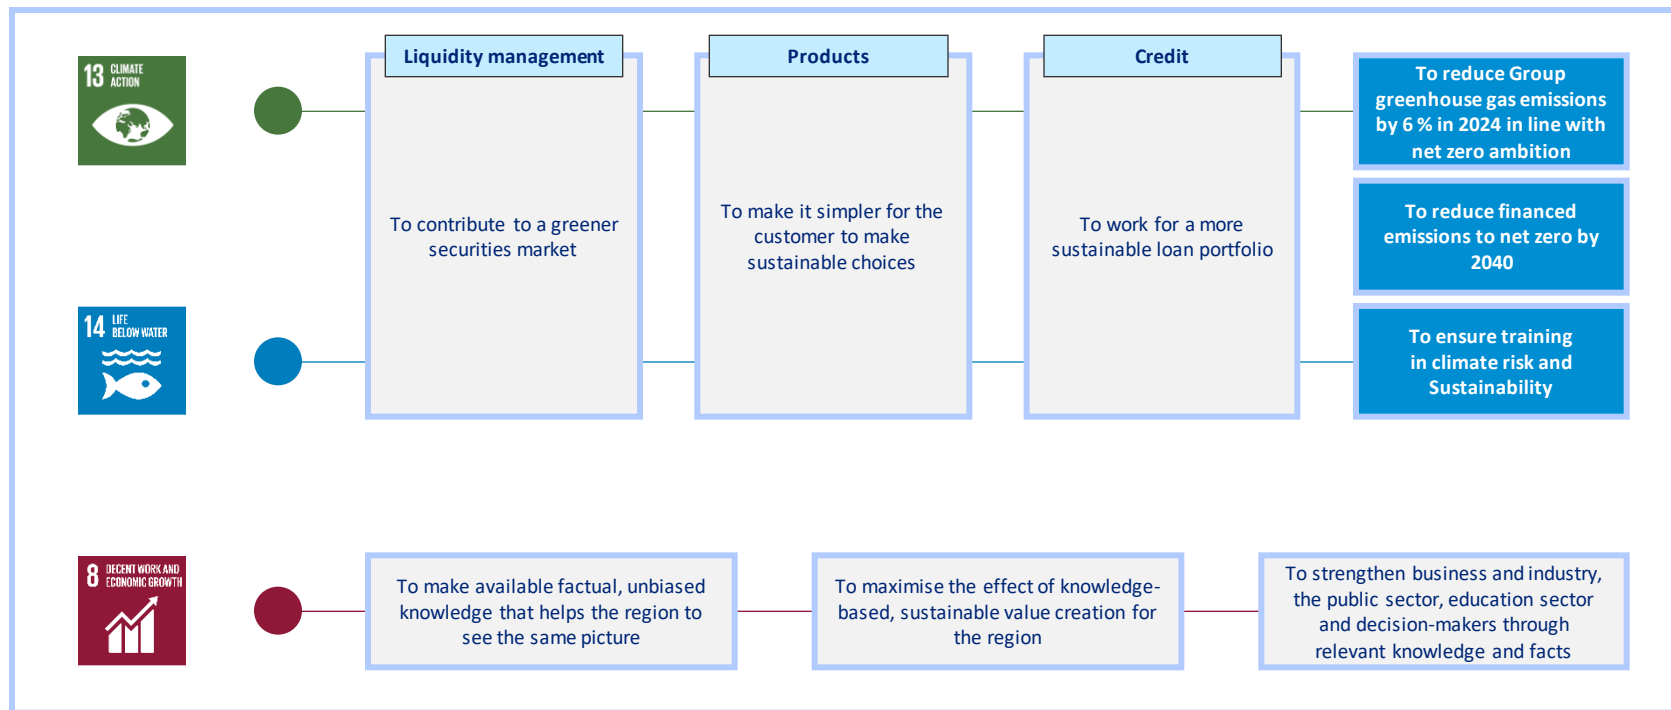 13 CLIMATE
ACTION
Liquidity management
To contribute to a greener
securities market
Products
To make it simpler for the
customer to make
sustainable choices
Credit
To work for a more
sustainable loan portfolio
To reduce Group
greenhouse gas emissions
by 6 % in 2024 in line with
net zero ambition
To reduce financed
emissions to net zero by
2040
14 LIFE
BELOW WATER
To ensure training
in climate risk and
Sustainability
8 DECENT WORK AND
ECONOMIC GROWTH
To make available factual, unbiased
knowledge that helps the region to
see the same picture
To maximise the effect of knowledge-
based, sustainable value creation for
the region
To strengthen business and industry,
the public sector, education sector
and decision-makers through
relevant knowledge and facts